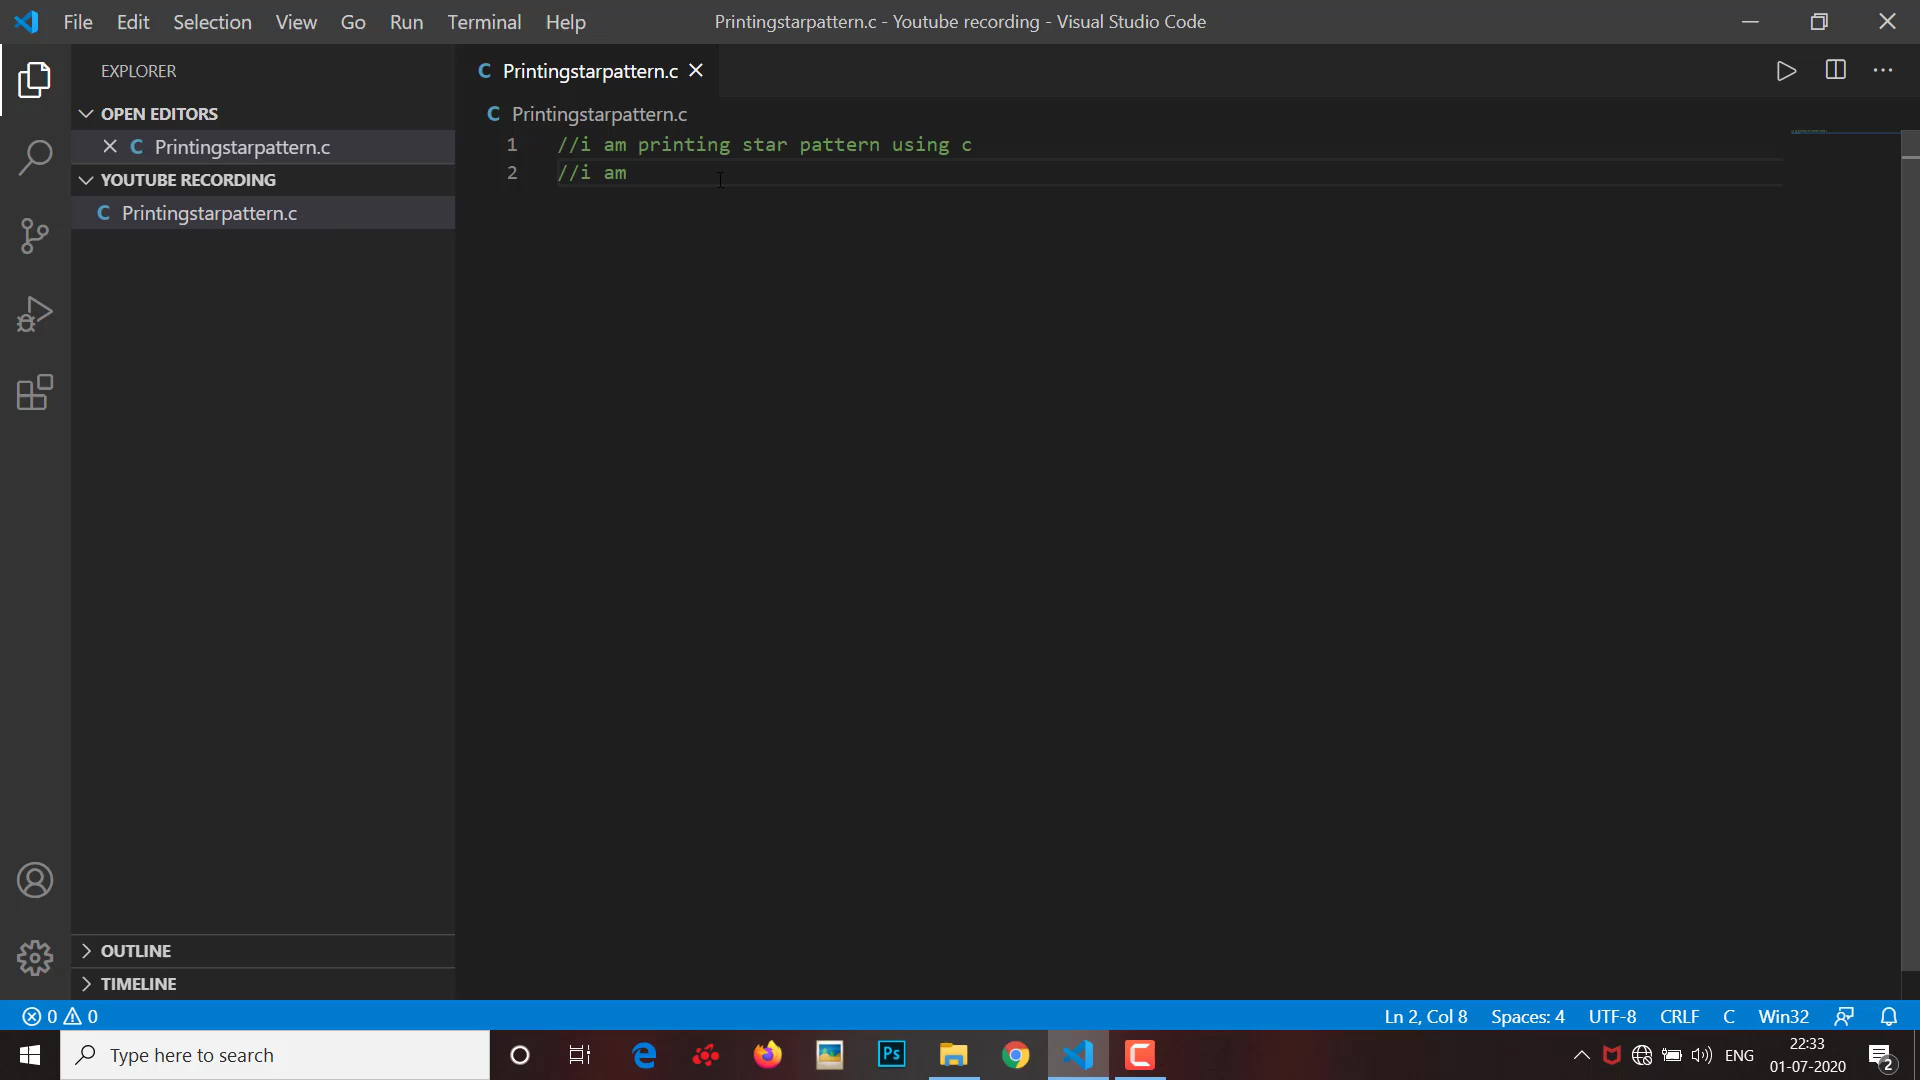 File Edit Selection View Go Run Terminal Help Printingstarpattern.c - Youtube recording - Visual Studio Code
EXPLORER
OPEN EDITORS
C Printingstarpattern.c
YOUTUBE RECORDING
C Printingstarpattern.c
OUTLINE
TIMELINE
C Printingstarpattern.c
C Printingstarpattern.c
1 //i am printing star pattern using c
2 //i am
0 0 Ln 2, Col 8 Spaces: 4 UTF-8 CRLF C Win32
Type here to search Ps C ENG 22:33
01-07-2020 2